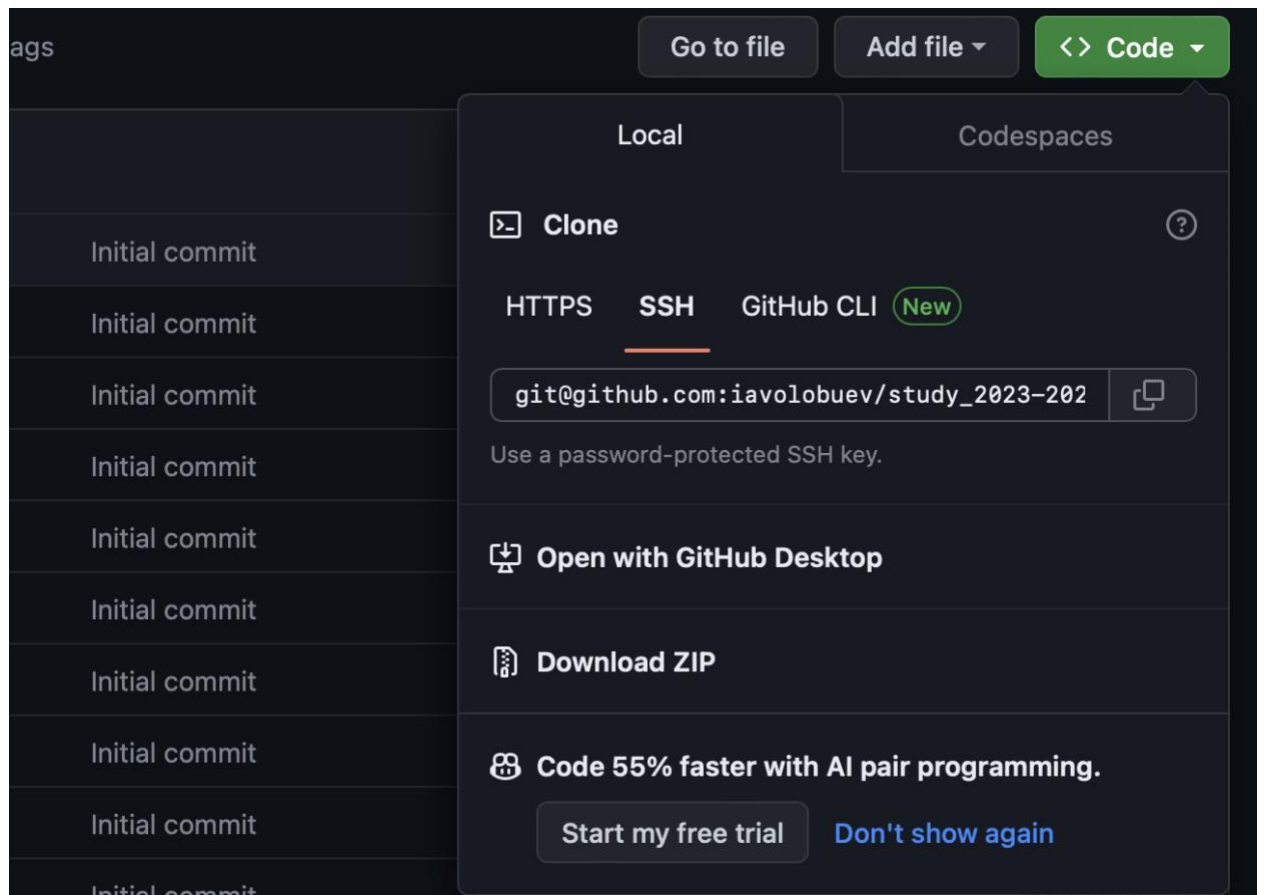 ags
Go to file
Add file
Code
Local
Codespaces
Clone
Initial commit
HTTPS
SSH
GitHub CLI
New
Initial commit
Initial commit
git@github.com:iavolobuev/study_2023-202
Initial commit
Use a password-protected SSH key.
Initial commit
Open with GitHub Desktop
Initial commit
Initial commit
Download ZIP
Initial commit
Code 55% faster with AI pair programming.
Initial commit
Start my free trial
Don't show again
Initial commit